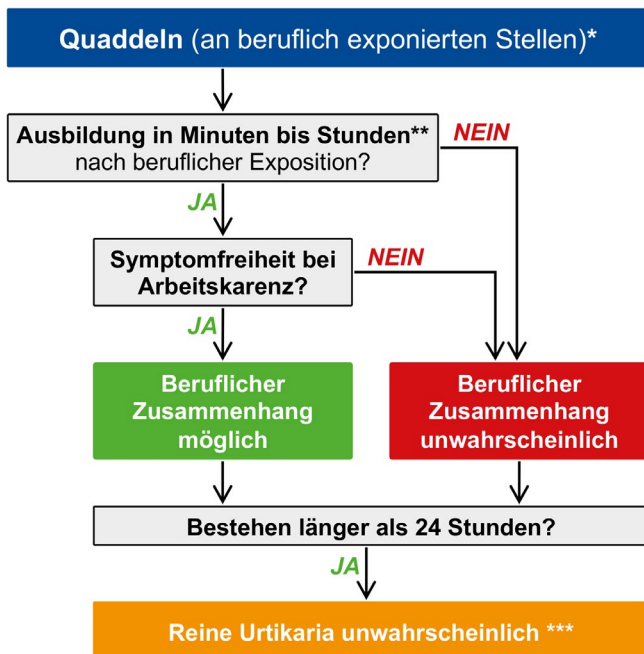 Quaddeln (an beruflich exponierten Stellen)*
Ausbildung in Minuten bis Stunden**
nach beruflicher Exposition?
NEIN
JA
Symptomfreiheit bei
Arbeitskarenz?
NEIN
JA
Beruflicher
Zusammenhang
möglich
Beruflicher
Zusammenhang
unwahrscheinlich
Bestehen länger als 24 Stunden?
JA
Reine Urtikaria unwahrscheinlich ***